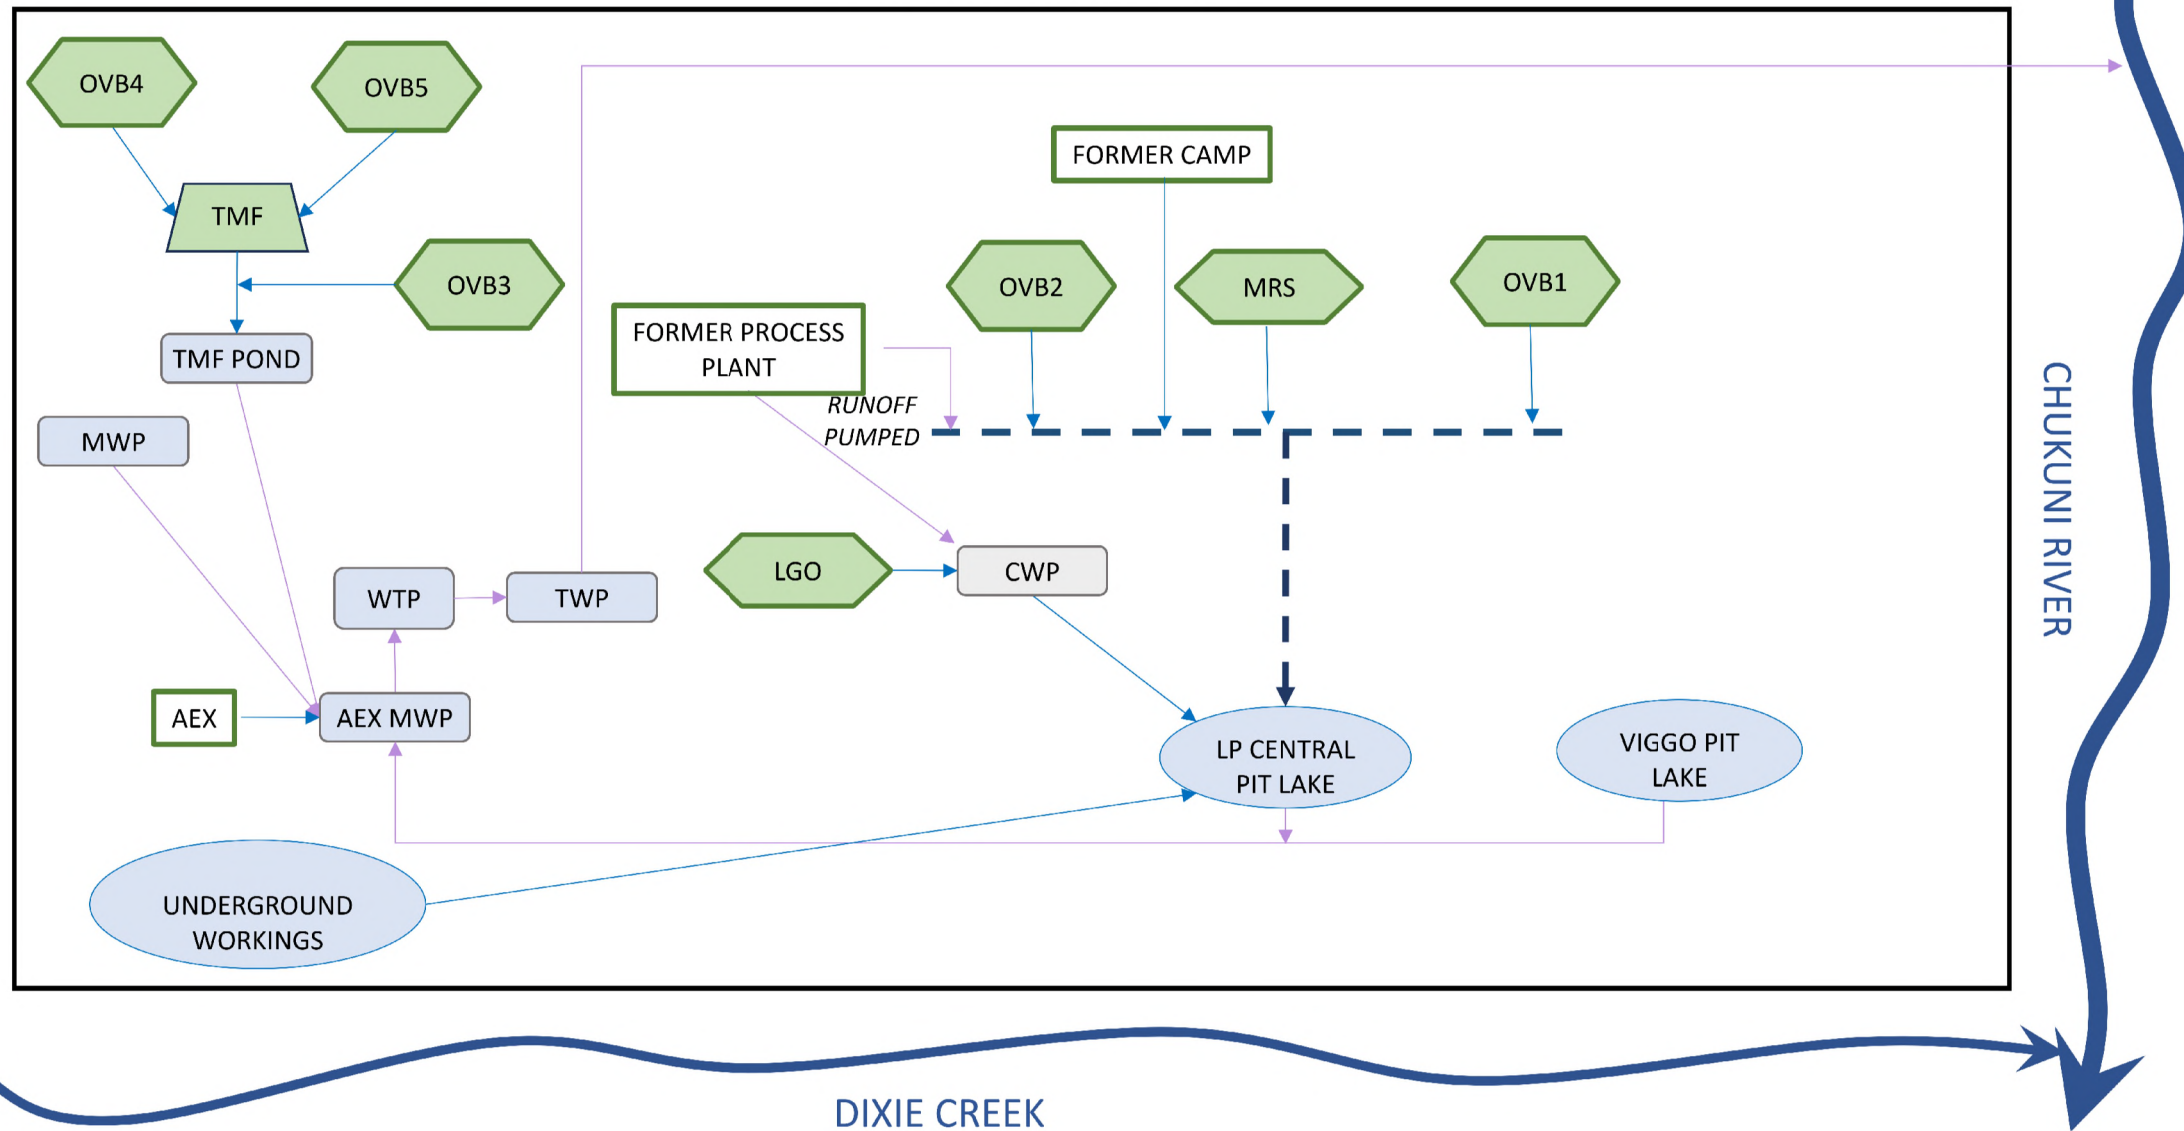 OVB4
OVB5
FORMER CAMP
TMF
OVB3
OVB2
MRS
OVB1
FORMER PROCESS
PLANT
TMF POND
RUNOFF
PUMPED
MWP
CHUKUNI RIVER
LGO
CWP
WTP
TWP
AEX
AEX MWP
LP CENTRAL
PIT LAKE
VIGGO PIT
LAKE
UNDERGROUND
WORKINGS
DIXIE CREEK